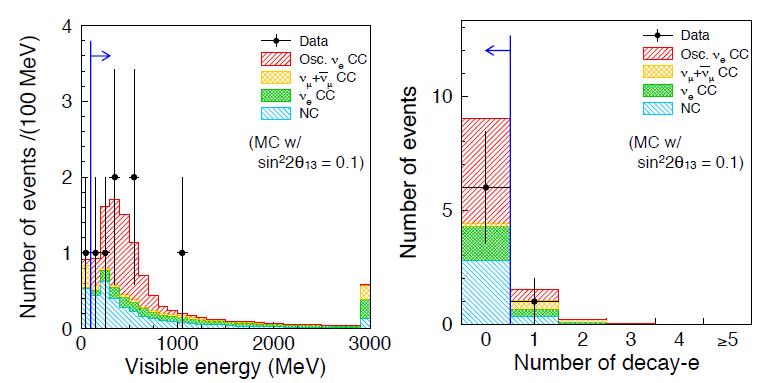 Number of events /(100 MeV)
4
3
2
1
0
0
1000
2000
3000
Visible energy (MeV)
Data
Osc. νe CC
νμ+ν̅μ CC
νe CC
NC
(MC w/
sin²2θ13 = 0.1)
Number of events
10
5
0
0
1
2
3
4
≥5
Number of decay-e
Data
Osc. νe CC
νμ+ν̅μ CC
νe CC
NC
(MC w/
sin²2θ13 = 0.1)